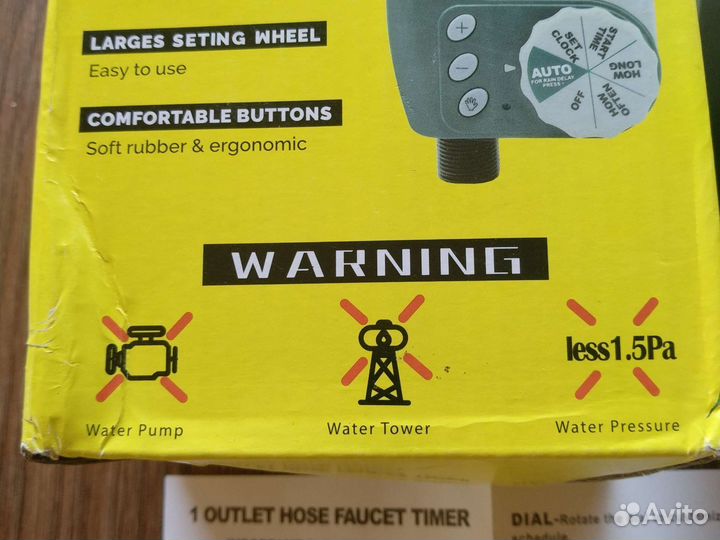 LARGES SETING WHEEL
Easy to use
COMFORTABLE BUTTONS
Soft rubber & ergonomic
+
−
SET CLOCK
START TIME
HOW LONG
HOW OFTEN
OFF
AUTO
FOR RAIN DELAY
PRESS +
WARNING
less1.5Pa
Water Pump
Water Tower
Water Pressure
1 OUTLET HOSE FAUCET TIMER
DIAL-Rotate
schedule
Avito